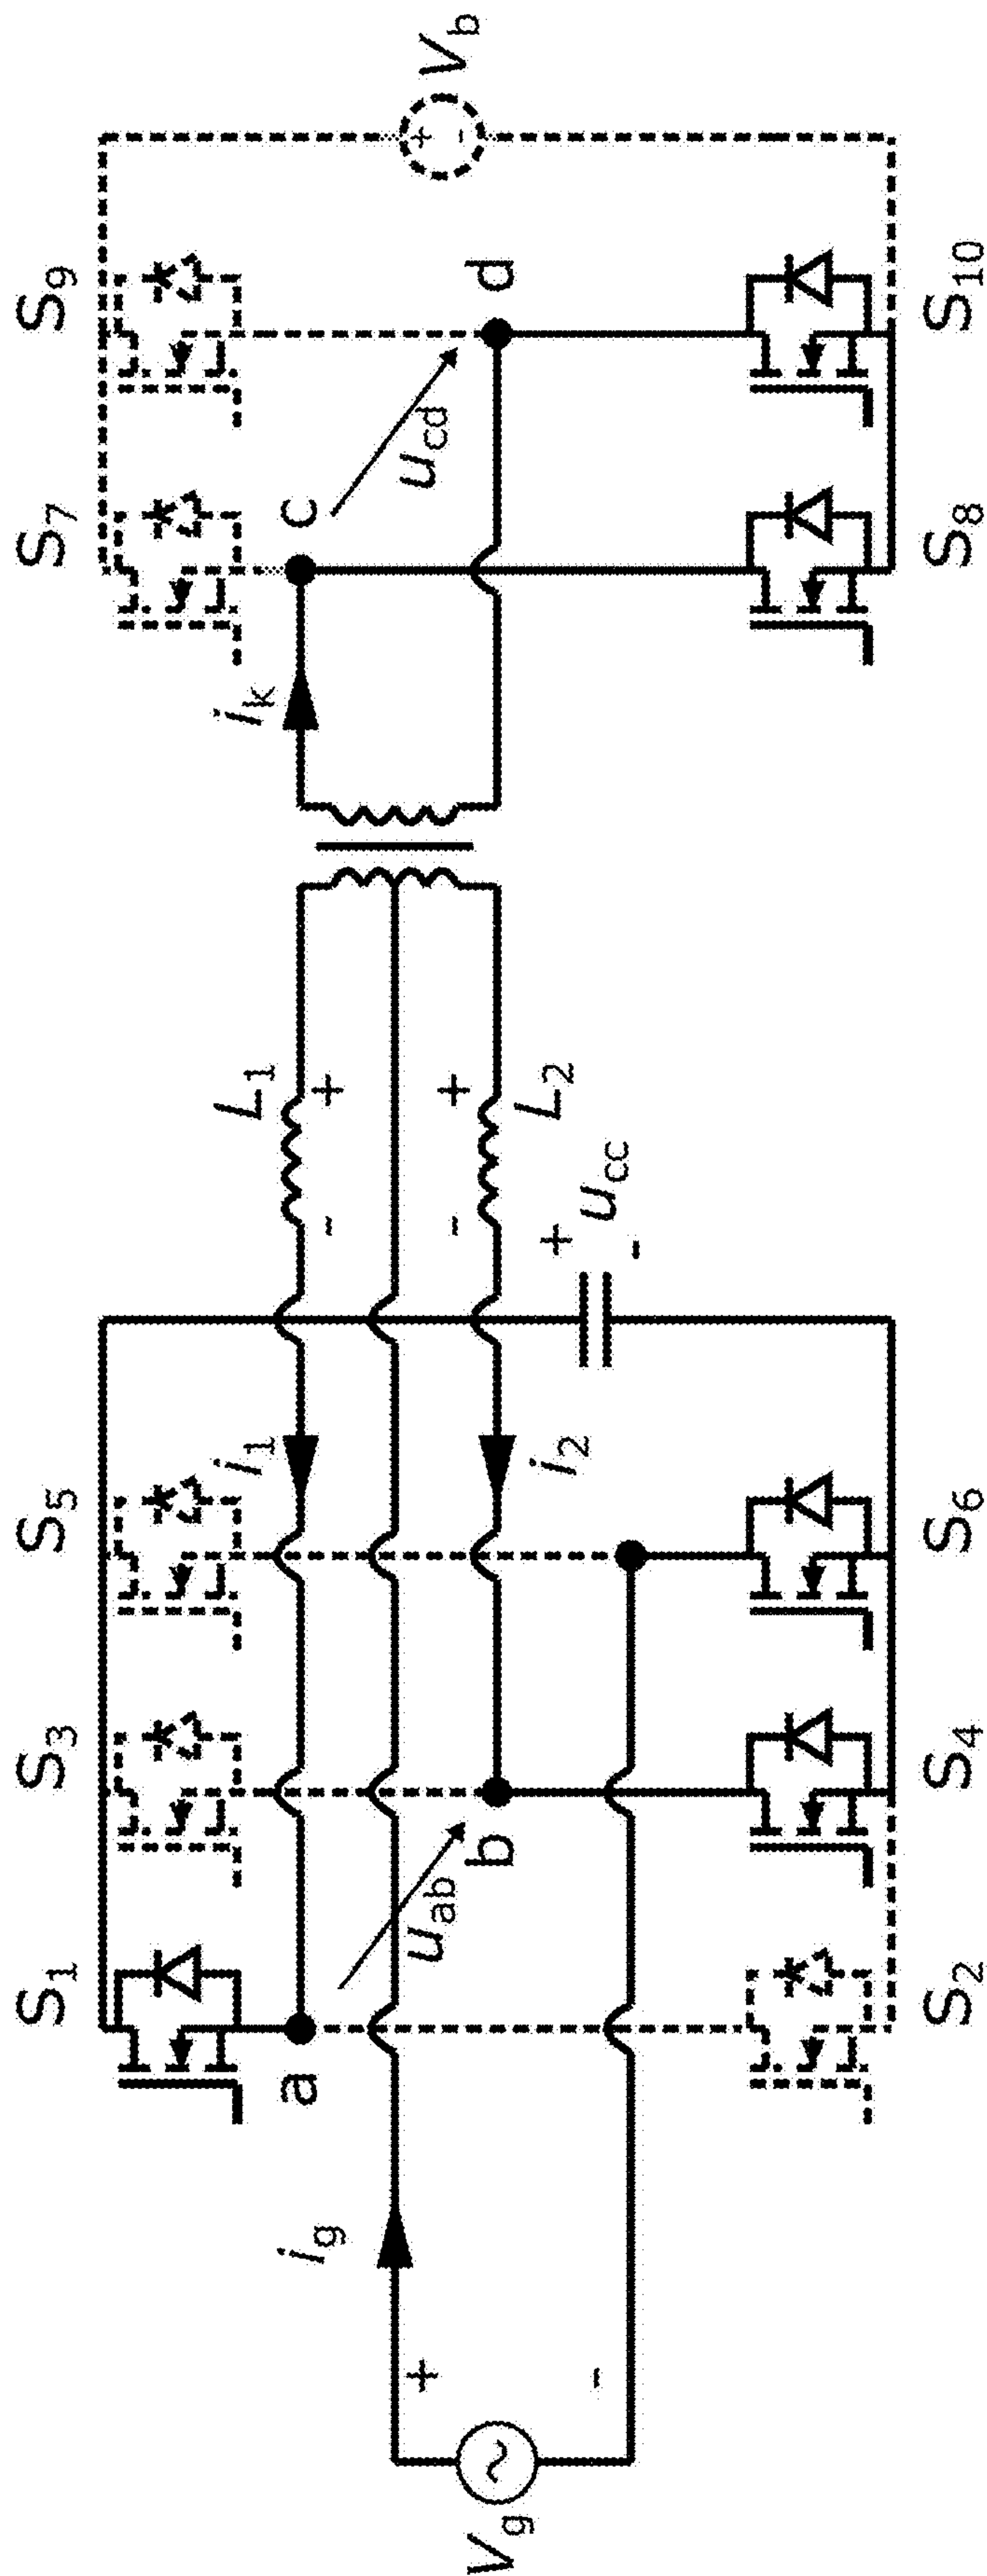 S1
S3
S5
S7
S9
a
i1
L1
ik
c
ig
uab
ucd
Vb
+
-
+
-
+
-
Vg
+
-
b
i2
L2
d
+
ucc
-
S2
S4
S6
S8
S10